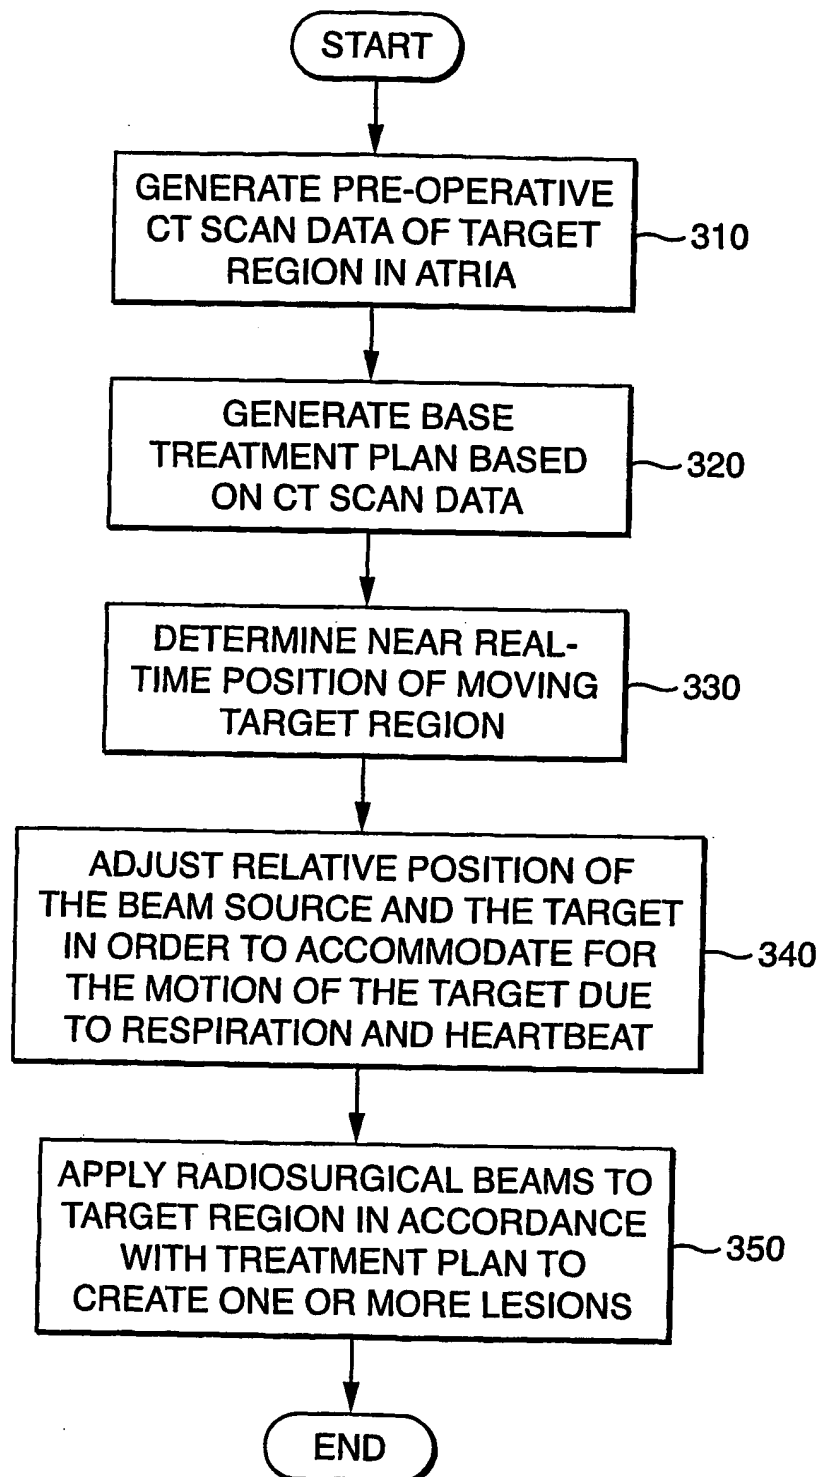 START
GENERATE PRE-OPERATIVE
CT SCAN DATA OF TARGET
REGION IN ATRIA
310
GENERATE BASE
TREATMENT PLAN BASED
ON CT SCAN DATA
320
DETERMINE NEAR REAL-
TIME POSITION OF MOVING
TARGET REGION
330
ADJUST RELATIVE POSITION OF
THE BEAM SOURCE AND THE TARGET
IN ORDER TO ACCOMMODATE FOR
THE MOTION OF THE TARGET DUE
TO RESPIRATION AND HEARTBEAT
340
APPLY RADIOSURGICAL BEAMS TO
TARGET REGION IN ACCORDANCE
WITH TREATMENT PLAN TO
CREATE ONE OR MORE LESIONS
350
END